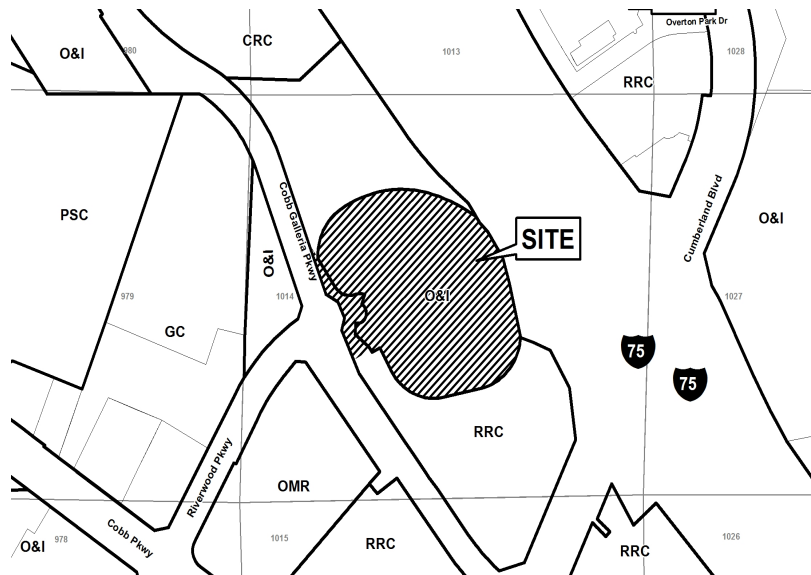 Overton Park Dr
O&I
980
CRC
1013
1028
RRC
PSC
Cobb Galleria Pkwy
SITE
Cumberland Blvd
O&I
O&I
979
1014
O&I
1027
GC
75
75
RRC
Riverwood Pkwy
OMR
Cobb Pkwy
O&I
978
1015
RRC
RRC
1026